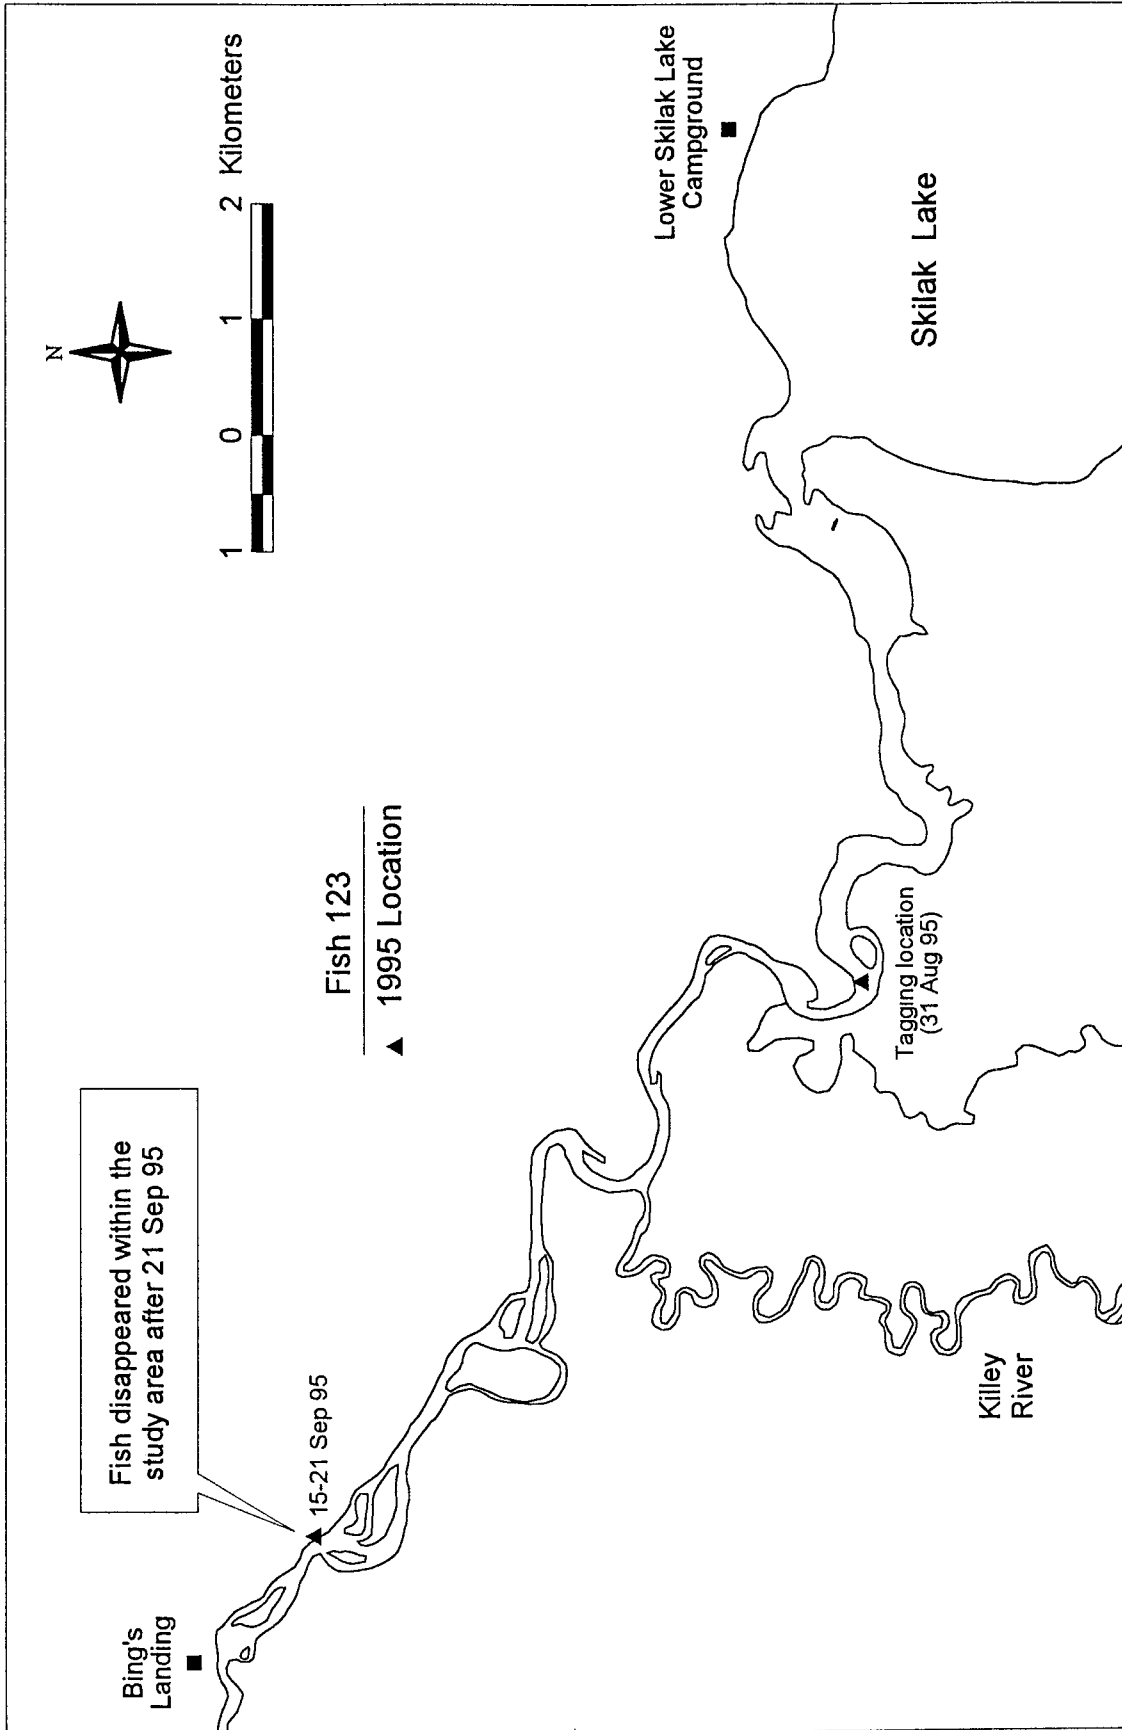 Fish disappeared within the
study area after 21 Sep 95
Bing's
Landing
15-21 Sep 95
Fish 123
▲ 1995 Location
N
1 0 1 2 Kilometers
Lower Skilak Lake
Campground
Skilak Lake
Tagging location
(31 Aug 95)
Killey
River